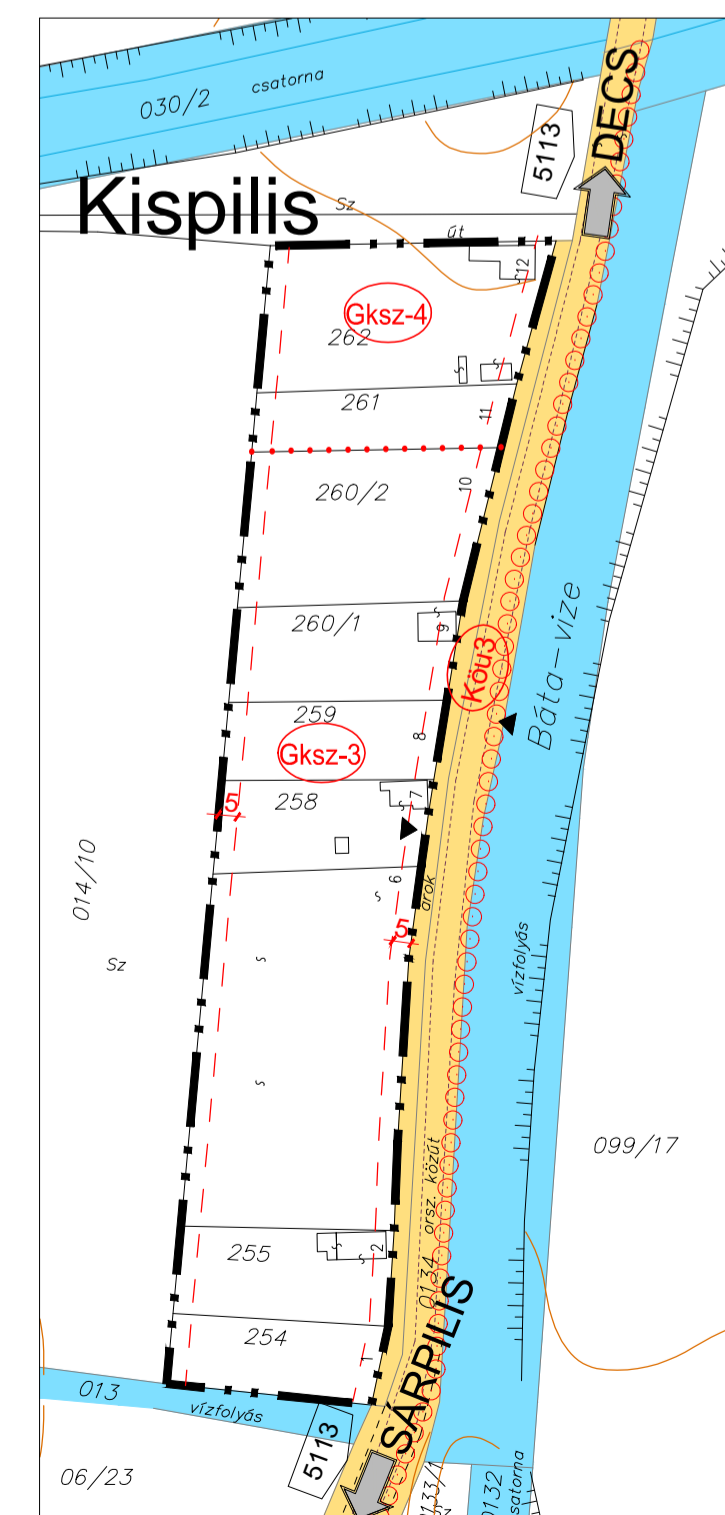 030/2 csatorna
5113
DECS
Kispilis
Sz
út
12
Gksz-4
262
261
11
10
260/2
260/1
9
Köu3
Báta-vize
259
8
Gksz-3
258
7
5
014/10
6
árok
5
Sz
vízfolyás
099/17
0134 orsz. közút
255
2
254
1
SÁRPILIS
013
vízfolyás
5113
06/23
0132